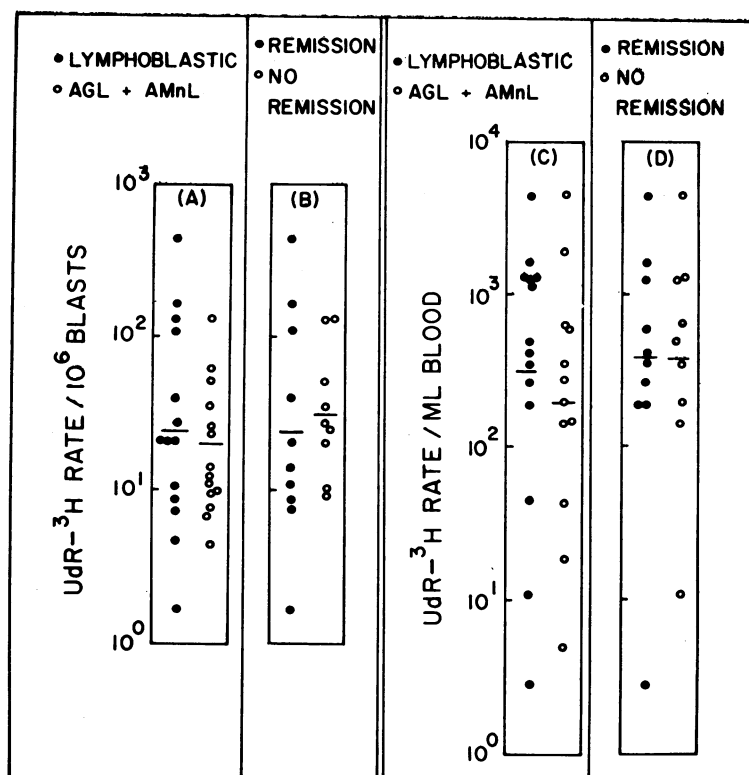 ● LYMPHOBLASTIC
○ AGL + AMnL
● REMISSION
○ NO
REMISSION
● LYMPHOBLASTIC
○ AGL + AMnL
● REMISSION
○ NO
REMISSION
UdR-³H RATE/10⁶ BLASTS
10³
10²
10¹
10⁰
(A)
(B)
UdR-³H RATE/ML BLOOD
10⁴
10³
10²
10¹
10⁰
(C)
(D)